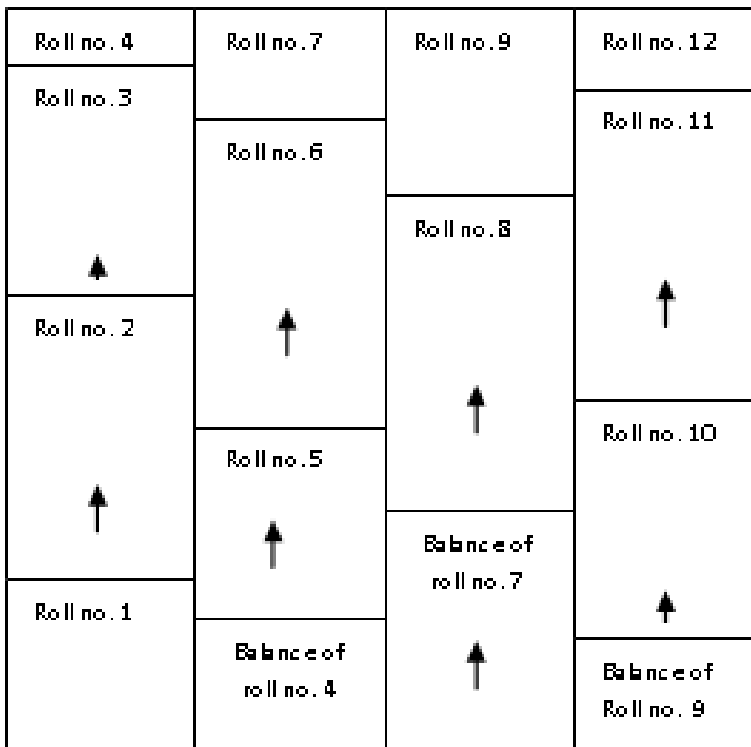 Roll no. 4
Roll no. 3
Roll no. 2
Roll no. 1
Roll no. 7
Roll no. 6
Roll no. 5
Balance of
roll no. 4
Roll no. 9
Roll no. 8
Balance of
roll no. 7
Roll no. 12
Roll no. 11
Roll no. 10
Balance of
Roll no. 9